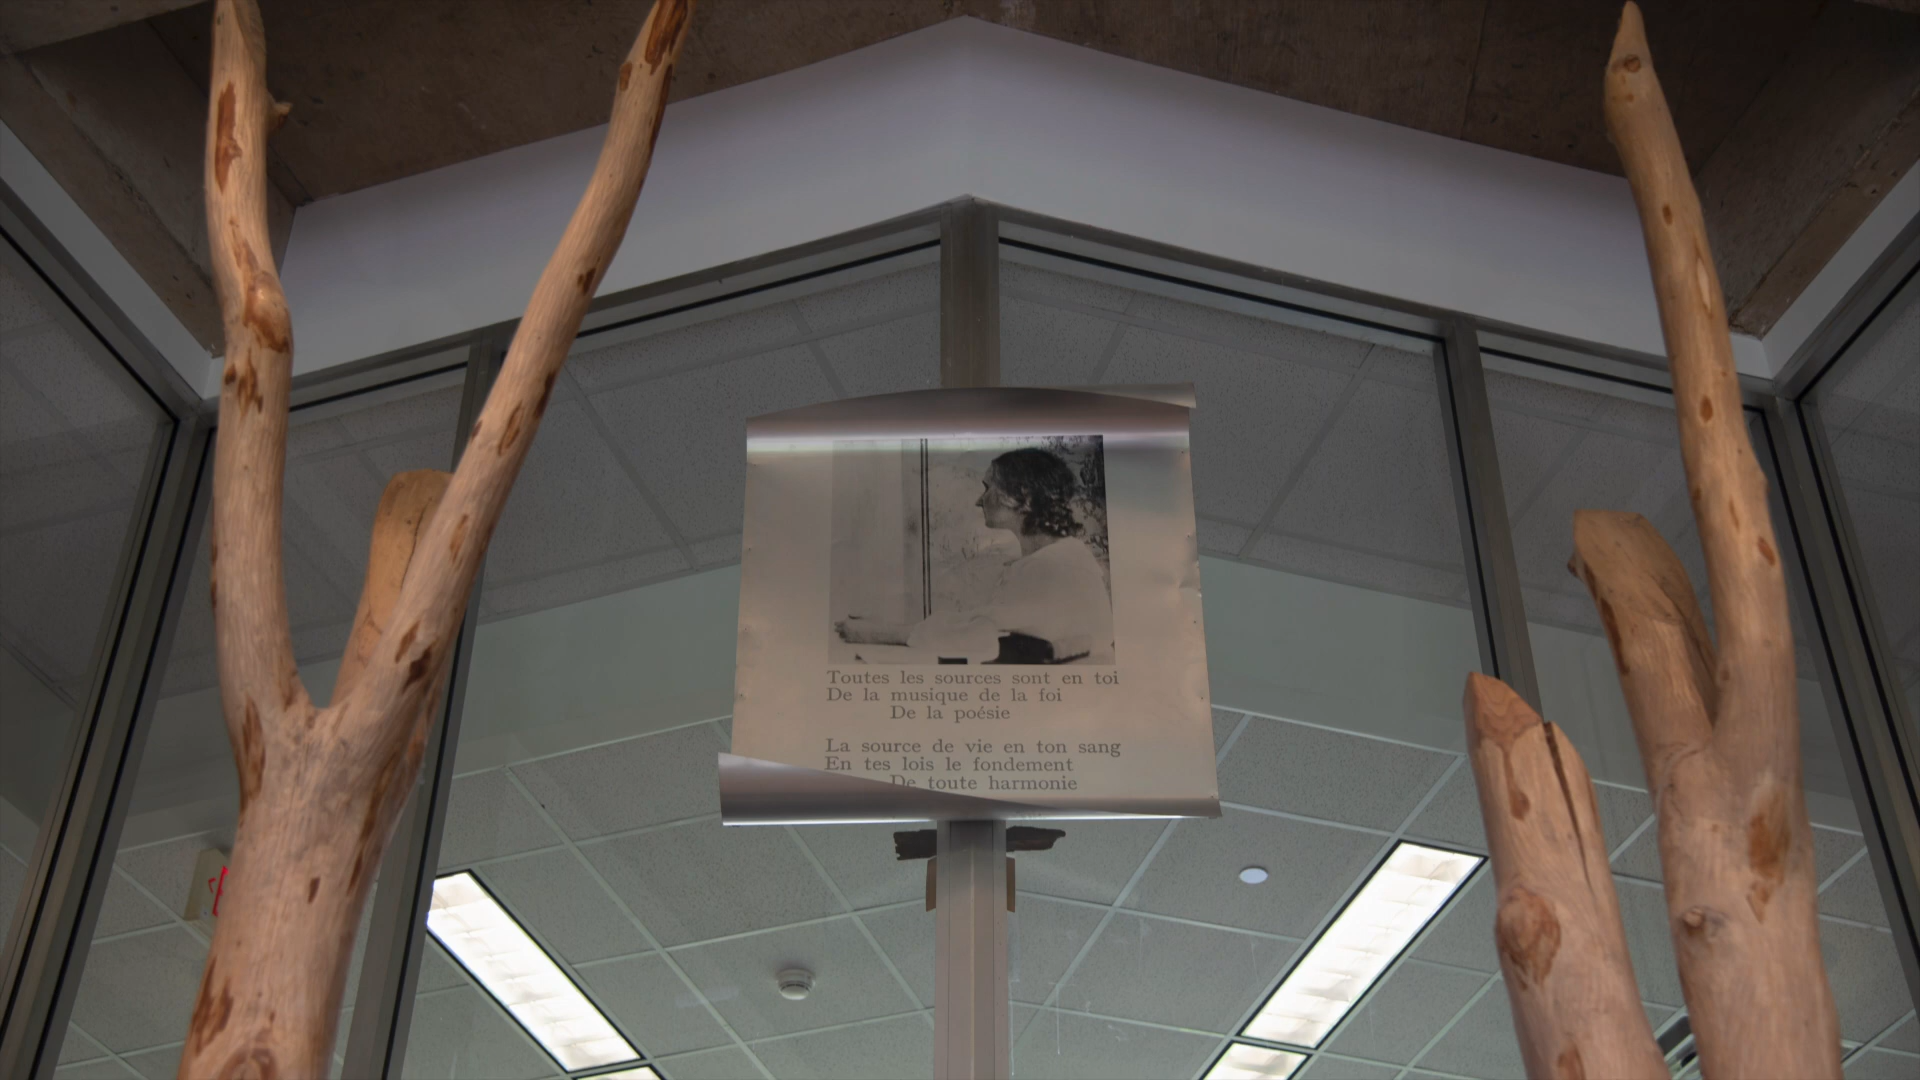 Toutes les sources sont en toi
De la musique de la foi
De la poésie
La source de vie en ton sang
En tes lois le fondement
De toute harmonie